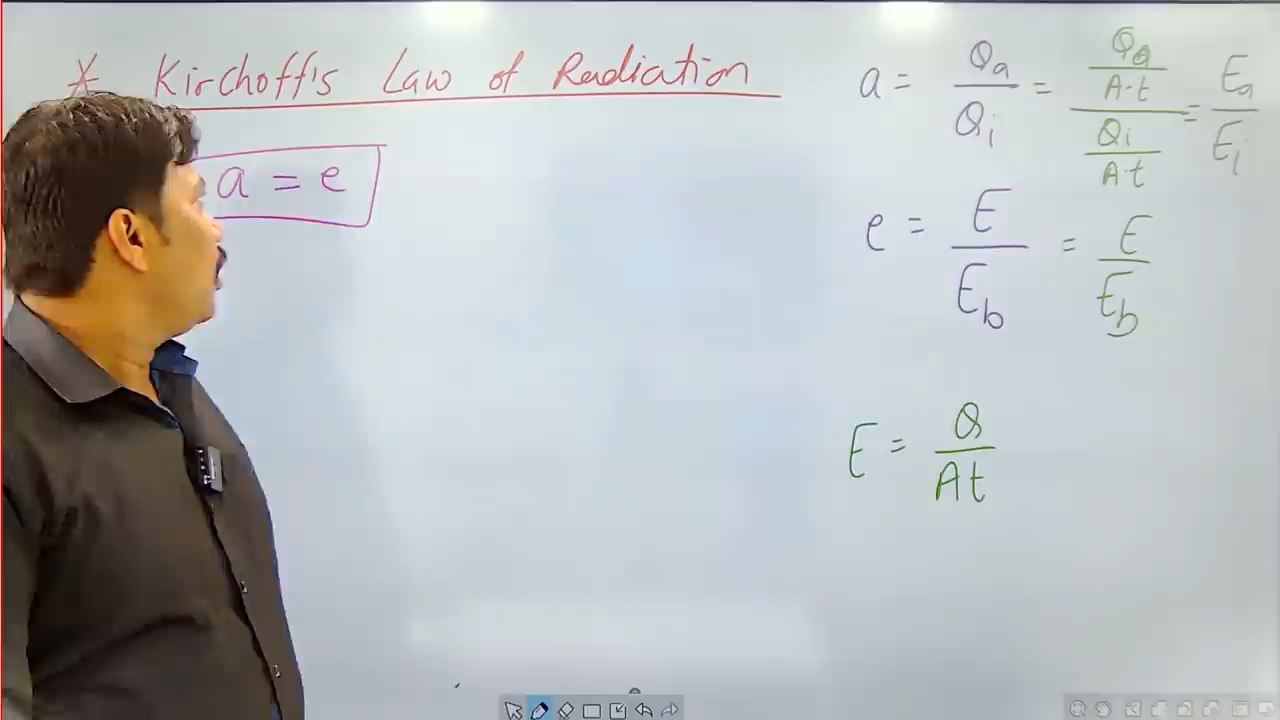 * Kirchoff's Law of Radiation
a = e
a = Qa/Qi = (Qa/A·t)/(Qi/A·t) = Ea/Ei
e = E/Eb = E/Eb
E = Q/At